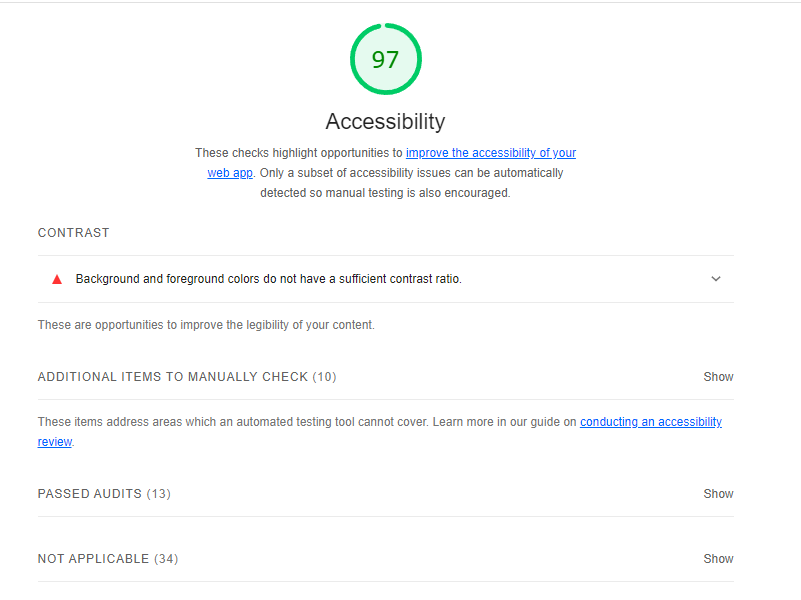 97
Accessibility
These checks highlight opportunities to improve the accessibility of your
web app. Only a subset of accessibility issues can be automatically
detected so manual testing is also encouraged.
CONTRAST
Background and foreground colors do not have a sufficient contrast ratio.
These are opportunities to improve the legibility of your content.
ADDITIONAL ITEMS TO MANUALLY CHECK (10) Show
These items address areas which an automated testing tool cannot cover. Learn more in our guide on conducting an accessibility
review.
PASSED AUDITS (13) Show
NOT APPLICABLE (34) Show